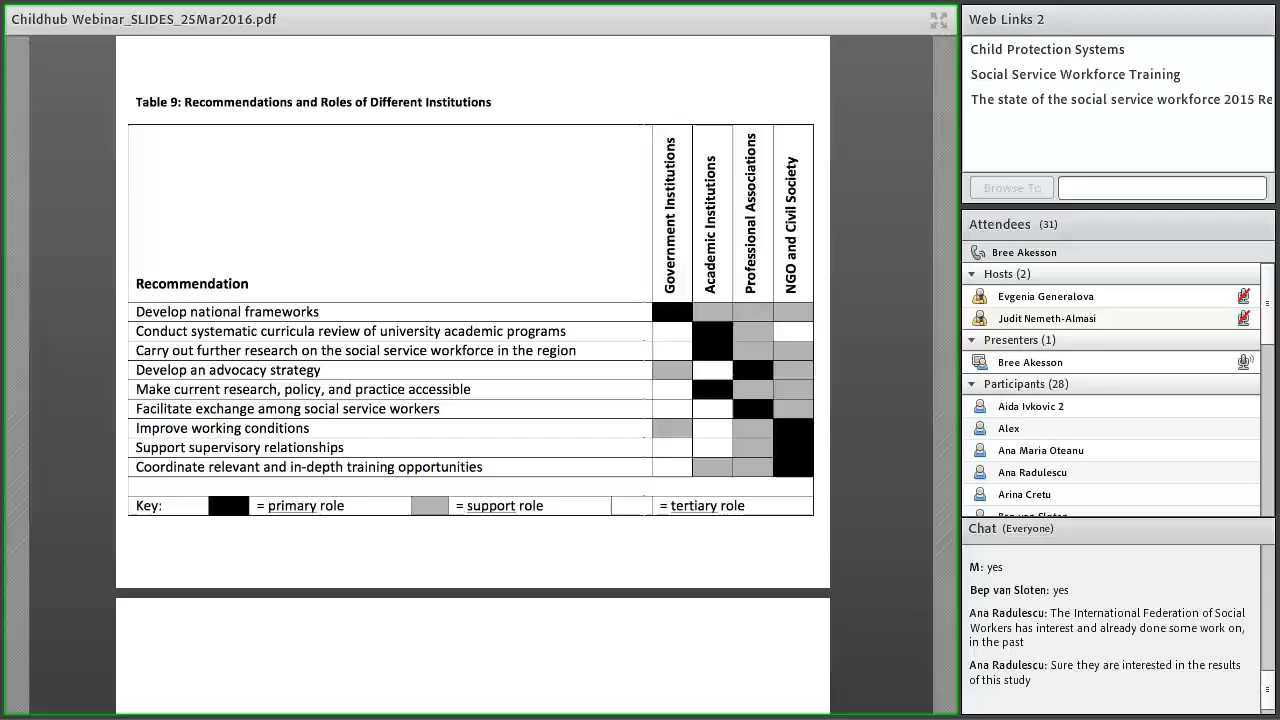 Childhub Webinar_SLIDES_25Mar2016.pdf
Table 9: Recommendations and Roles of Different Institutions
Recommendation
Government Institutions
Academic Institutions
Professional Associations
NGO and Civil Society
Develop national frameworks
Conduct systematic curricula review of university academic programs
Carry out further research on the social service workforce in the region
Develop an advocacy strategy
Make current research, policy, and practice accessible
Facilitate exchange among social service workers
Improve working conditions
Support supervisory relationships
Coordinate relevant and in-depth training opportunities
Key: = primary role = support role = tertiary role
Web Links 2
Child Protection Systems
Social Service Workforce Training
The state of the social service workforce 2015 Re
Browse To
Attendees (31)
Bree Akesson
Hosts (2)
Evgenia Generalova
Judit Nemeth-Almasi
Presenters (1)
Bree Akesson
Participants (28)
Aida Ivkovic 2
Alex
Ana Maria Oteanu
Ana Radulescu
Arina Cretu
Bep van Sloten
Chat (Everyone)
M: yes
Bep van Sloten: yes
Ana Radulescu: The International Federation of Social
Workers has interest and already done some work on,
in the past
Ana Radulescu: Sure they are interested in the results
of this study